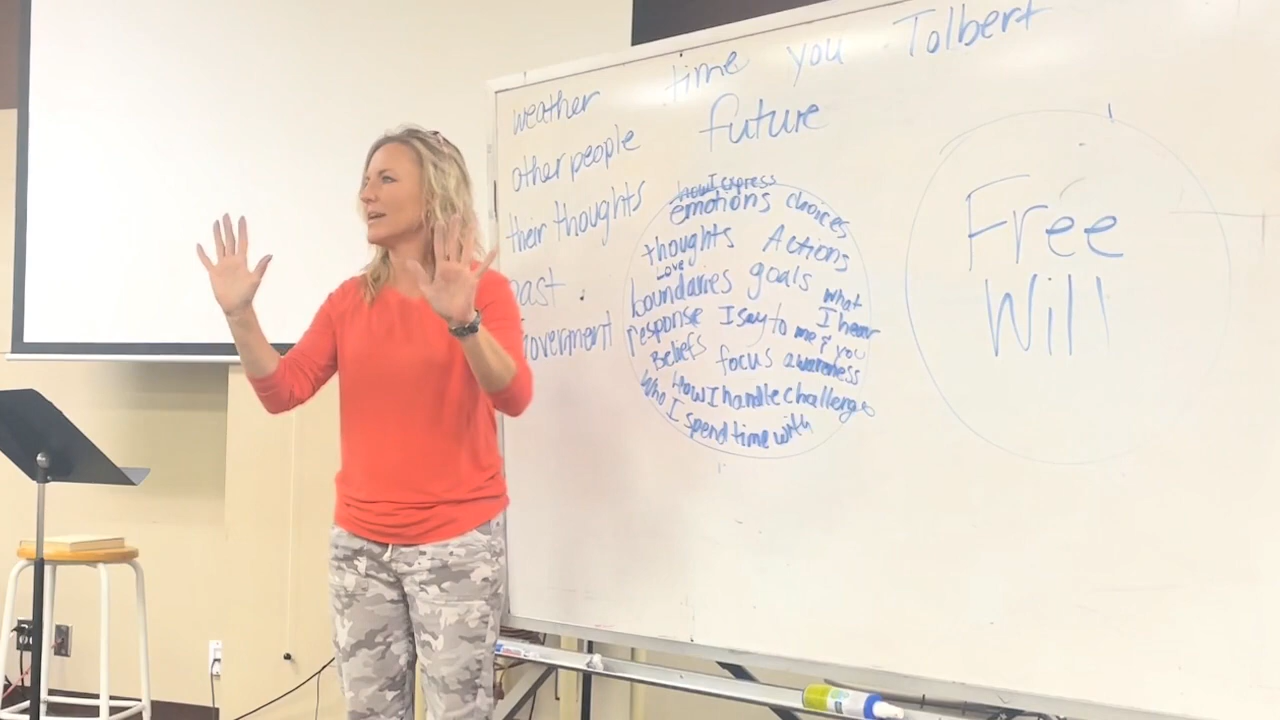 time you Tolbert
weather
future
other people
their thoughts
past
government
how I express
emotions choices
thoughts Actions
Love
boundaries goals what
I hear
response I say to me & you
Beliefs focus awareness
How I handle challenges
Who
I spend time with
Free
Will